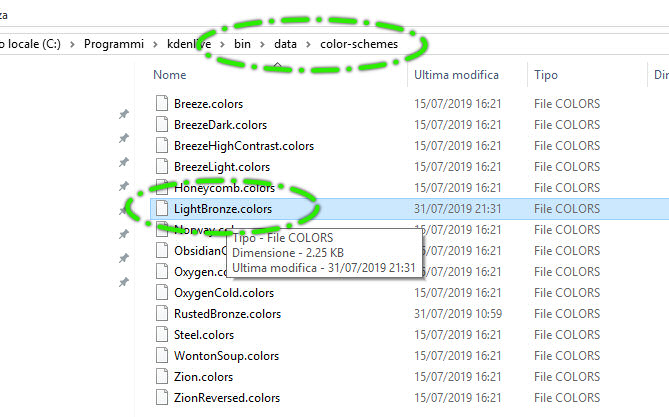 za
o locale (C:) › Programmi › kdenlive › bin › data › color-schemes
Nome Ultima modifica Tipo Din
Breeze.colors 15/07/2019 16:21 File COLORS
BreezeDark.colors 15/07/2019 16:21 File COLORS
BreezeHighContrast.colors 15/07/2019 16:21 File COLORS
BreezeLight.colors 15/07/2019 16:21 File COLORS
Honeycomb.colors 15/07/2019 16:21 File COLORS
LightBronze.colors 31/07/2019 21:31 File COLORS
Norway.col 15/07/2019 16:21 File COLORS
Tipo - File COLORS
Dimensione - 2.25 KB
Ultima modifica - 31/07/2019 21:31
Obsidian 15/07/2019 16:21 File COLORS
Oxygen.co 15/07/2019 16:21 File COLORS
OxygenCold.colors 15/07/2019 16:21 File COLORS
RustedBronze.colors 31/07/2019 10:59 File COLORS
Steel.colors 15/07/2019 16:21 File COLORS
WontonSoup.colors 15/07/2019 16:21 File COLORS
Zion.colors 15/07/2019 16:21 File COLORS
ZionReversed.colors 15/07/2019 16:21 File COLORS